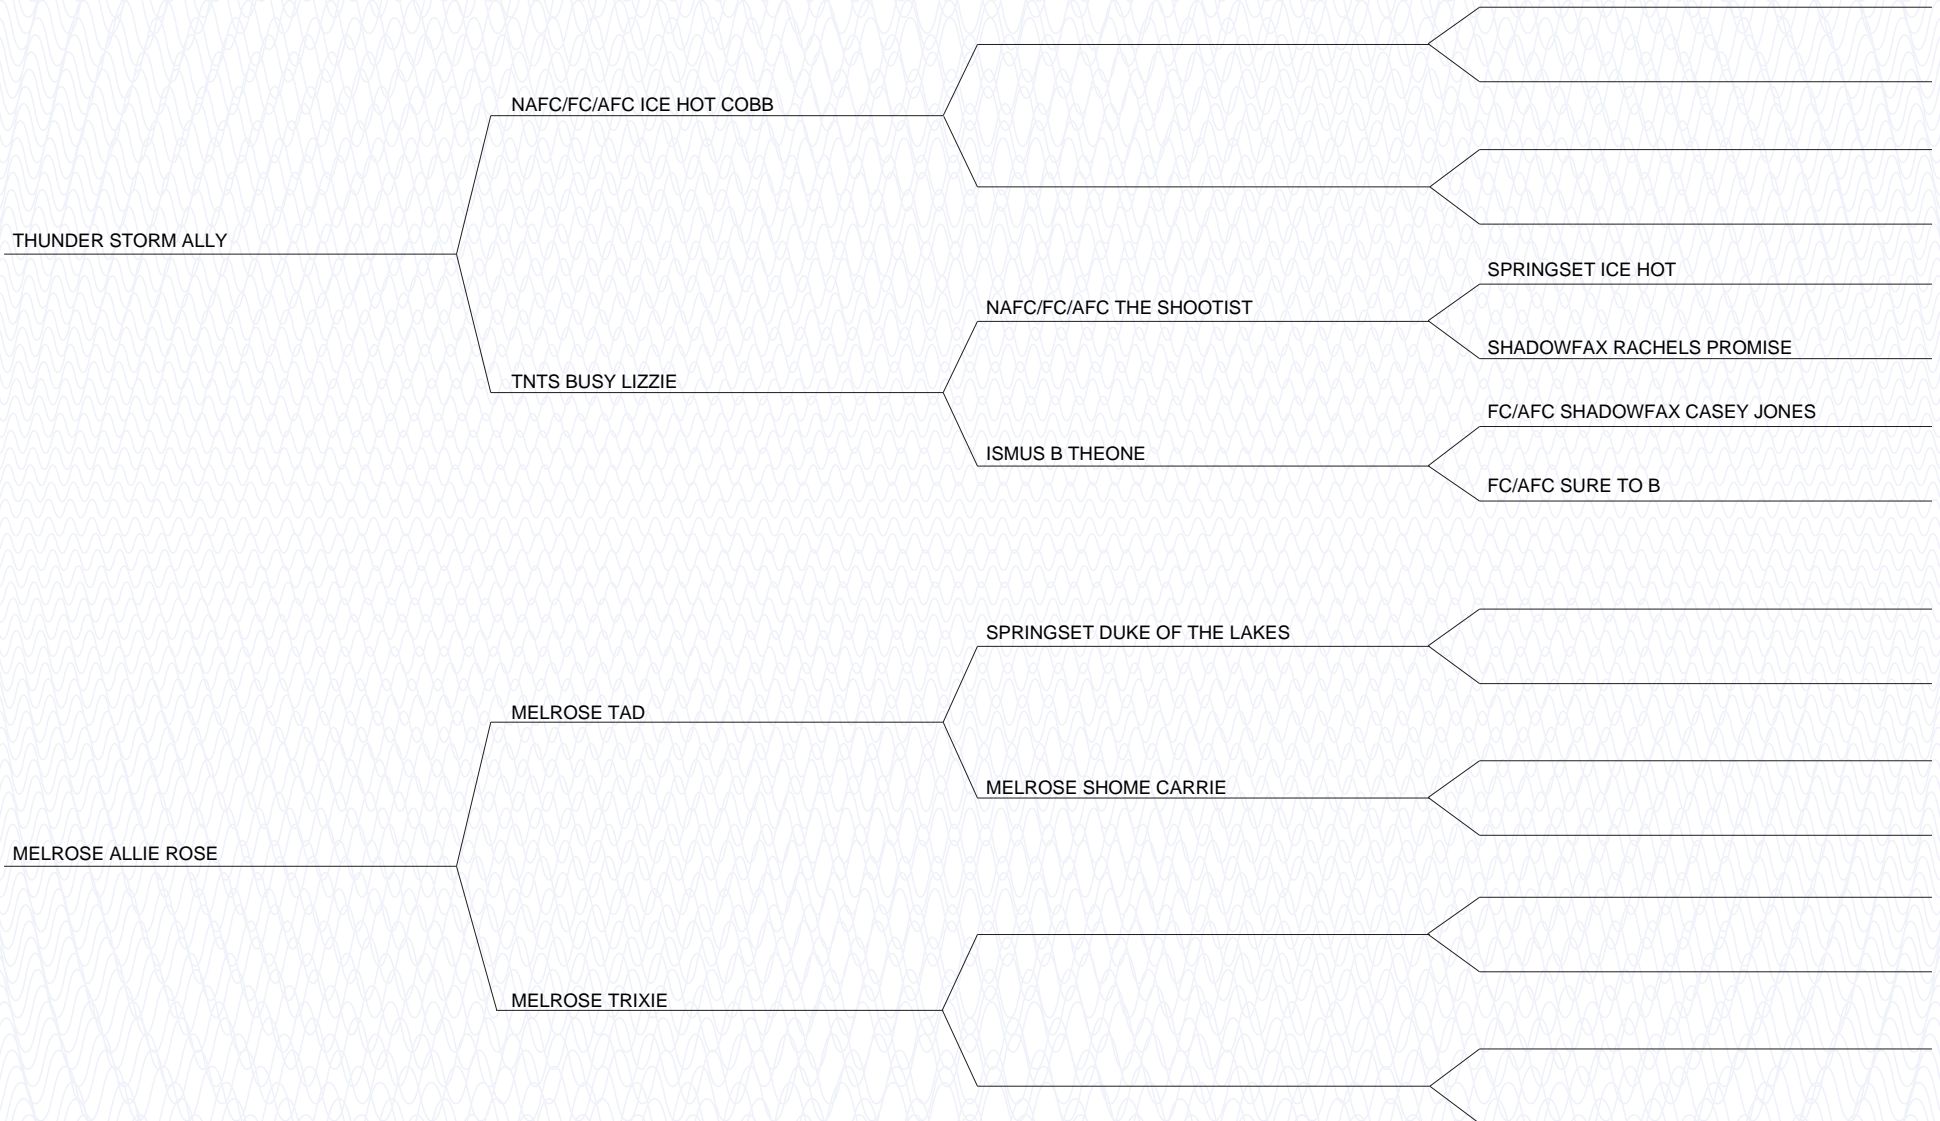 NAFC/FC/AFC ICE HOT COBB
THUNDER STORM ALLY
SPRINGSET ICE HOT
NAFC/FC/AFC THE SHOOTIST
SHADOWFAX RACHELS PROMISE
TNTS BUSY LIZZIE
FC/AFC SHADOWFAX CASEY JONES
ISMUS B THEONE
FC/AFC SURE TO B
SPRINGSET DUKE OF THE LAKES
MELROSE TAD
MELROSE SHOME CARRIE
MELROSE ALLIE ROSE
MELROSE TRIXIE